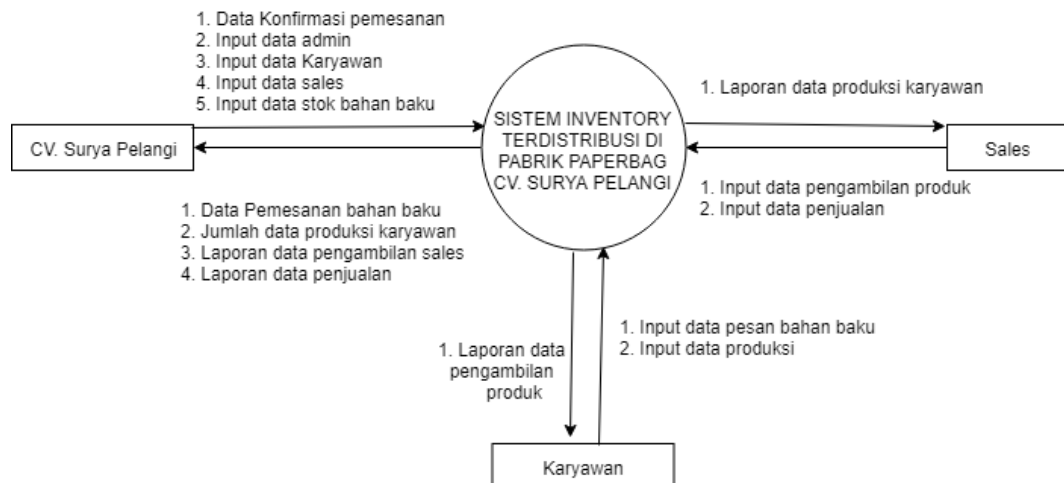 1. Data Konfirmasi pemesanan
2. Input data admin
3. Input data Karyawan
4. Input data sales
5. Input data stok bahan baku
CV. Surya Pelangi
1. Data Pemesanan bahan baku
2. Jumlah data produksi karyawan
3. Laporan data pengambilan sales
4. Laporan data penjualan
SISTEM INVENTORY
TERDISTRIBUSI DI
PABRIK PAPERBAG
CV. SURYA PELANGI
1. Laporan data produksi karyawan
Sales
1. Input data pengambilan produk
2. Input data penjualan
1. Laporan data
pengambilan
produk
1. Input data pesan bahan baku
2. Input data produksi
Karyawan